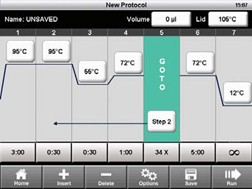 New Protocol 15:07
Name: UNSAVED Volume 0 µl Lid 105°C
1 2 3 4 5 6 7
95°C 95°C 55°C 72°C GOTO 72°C 12°C
Step 2
3:00 0:30 0:30 1:00 34 X 5:00 ∞
Home Insert Delete Options Save Run